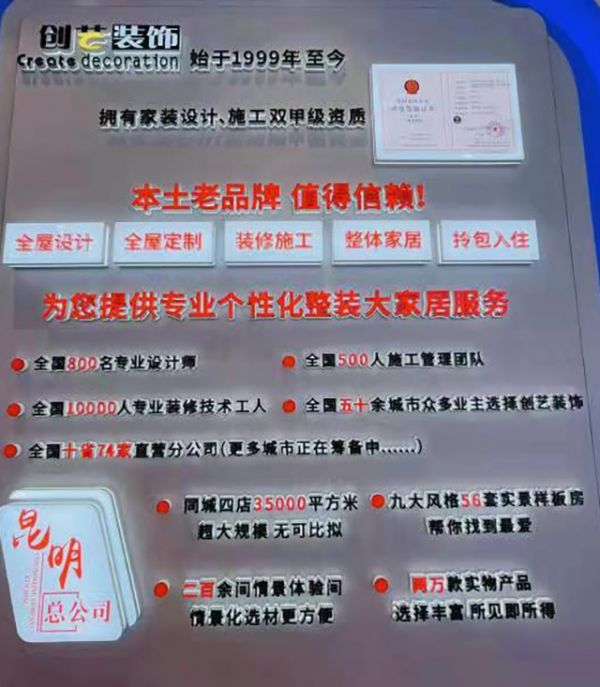 创艺装饰 始于1999年 至今
Create decoration
拥有家装设计、施工双甲级资质
本土老品牌 值得信赖!
全屋设计 全屋定制 装修施工 整体家居 拎包入住
为您提供专业个性化整装大家居服务
全国800名专业设计师
全国500人施工管理团队
全国10000人专业装修技术工人
全国五十余城市众多业主选择创艺装饰
全国十省74家直营分公司(更多城市正在筹备中......)
昆明
总公司
同城四店35000平方米
超大规模 无可比拟
九大风格56套实景样板房
帮你找到最爱
二百余间情景体验间
情景化选材更方便
两万款实物产品
选择丰富 所见即所得